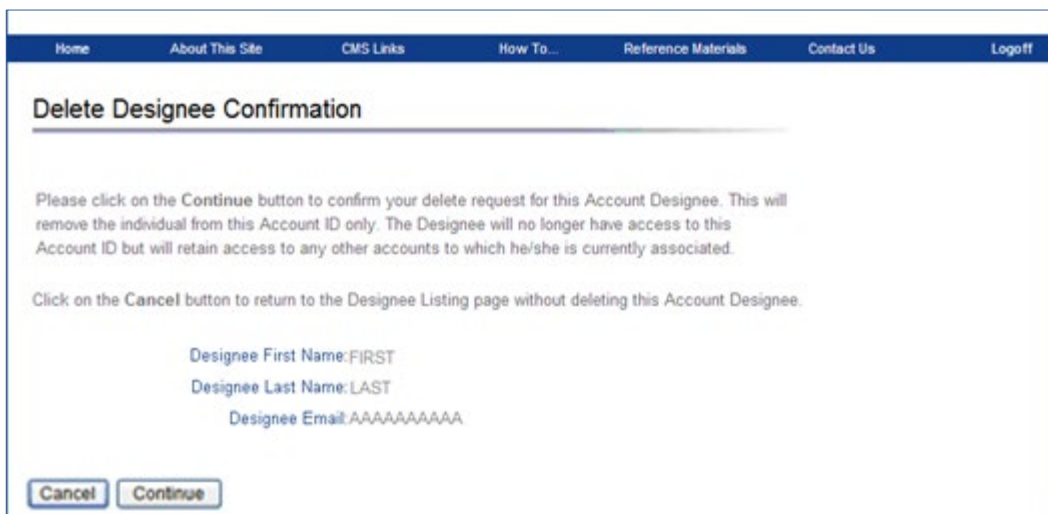 Home About This Site CMS Links How To... Reference Materials Contact Us Logoff
Delete Designee Confirmation
Please click on the Continue button to confirm your delete request for this Account Designee. This will
remove the individual from this Account ID only. The Designee will no longer have access to this
Account ID but will retain access to any other accounts to which he/she is currently associated.
Click on the Cancel button to return to the Designee Listing page without deleting this Account Designee.
Designee First Name: FIRST
Designee Last Name: LAST
Designee Email: AAAAAAAAAA
Cancel Continue